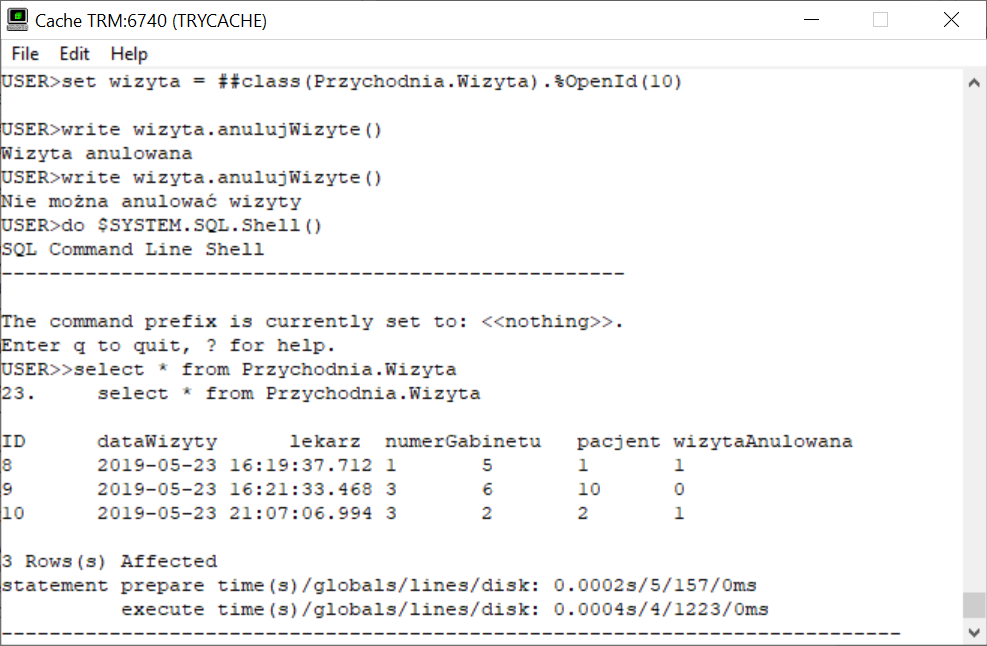 Cache TRM:6740 (TRYCACHE)
File Edit Help
USER>set wizyta = ##class(Przychodnia.Wizyta).%OpenId(10)
USER>write wizyta.anulujWizyte()
Wizyta anulowana
USER>write wizyta.anulujWizyte()
Nie można anulować wizyty
USER>do $SYSTEM.SQL.Shell()
SQL Command Line Shell
----------------------------------------------------
The command prefix is currently set to: <<nothing>>.
Enter q to quit, ? for help.
USER>>select * from Przychodnia.Wizyta
23.     select * from Przychodnia.Wizyta
ID      dataWizyty      lekarz  numerGabinetu   pacjent wizytaAnulowana
8       2019-05-23 16:19:37.712 1       5       1       1
9       2019-05-23 16:21:33.468 3       6       10      0
10      2019-05-23 21:07:06.994 3       2       2       1
3 Rows(s) Affected
statement prepare time(s)/globals/lines/disk: 0.0002s/5/157/0ms
          execute time(s)/globals/lines/disk: 0.0004s/4/1223/0ms
---------------------------------------------------------------------------